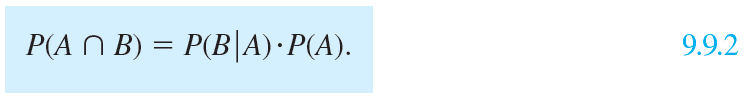 P(A ∩ B) = P(B|A)·P(A). 9.9.2